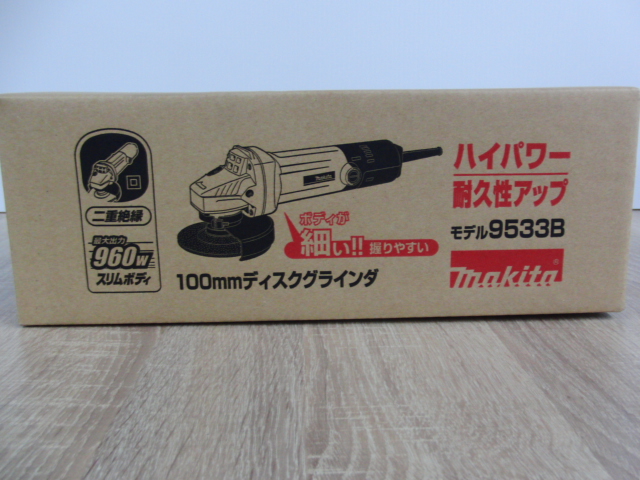 二重絶縁
最大出力
960W
スリムボディ
makita
ボディが
細い!! 握りやすい
100mmディスクグラインダ
ハイパワー
耐久性アップ
モデル9533B
makita®